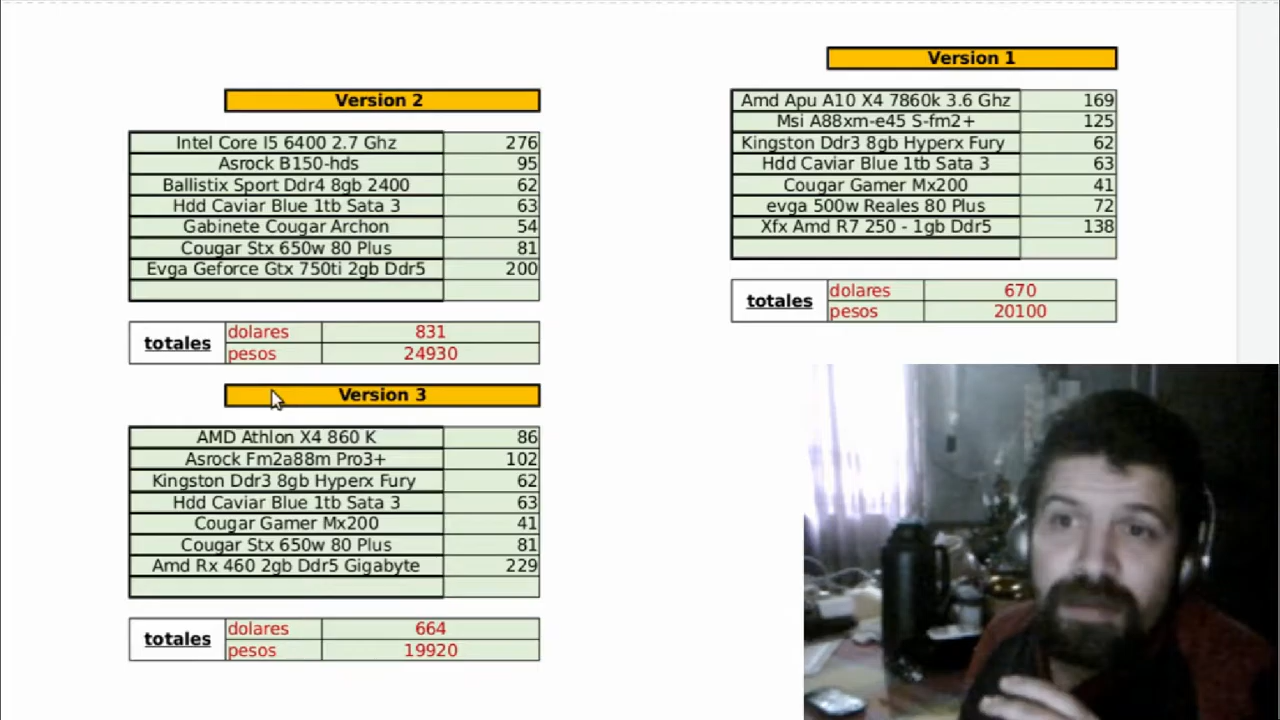 Version 2
Intel Core I5 6400 2.7 Ghz 276
Asrock B150-hds 95
Ballistix Sport Ddr4 8gb 2400 62
Hdd Caviar Blue 1tb Sata 3 63
Gabinete Cougar Archon 54
Cougar Stx 650w 80 Plus 81
Evga Geforce Gtx 750ti 2gb Ddr5 200
totales
dolares 831
pesos 24930
Version 3
AMD Athlon X4 860 K 86
Asrock Fm2a88m Pro3+ 102
Kingston Ddr3 8gb Hyperx Fury 62
Hdd Caviar Blue 1tb Sata 3 63
Cougar Gamer Mx200 41
Cougar Stx 650w 80 Plus 81
Amd Rx 460 2gb Ddr5 Gigabyte 229
totales
dolares 664
pesos 19920
Version 1
Amd Apu A10 X4 7860k 3.6 Ghz 169
Msi A88xm-e45 S-fm2+ 125
Kingston Ddr3 8gb Hyperx Fury 62
Hdd Caviar Blue 1tb Sata 3 63
Cougar Gamer Mx200 41
evga 500w Reales 80 Plus 72
Xfx Amd R7 250 - 1gb Ddr5 138
totales
dolares 670
pesos 20100